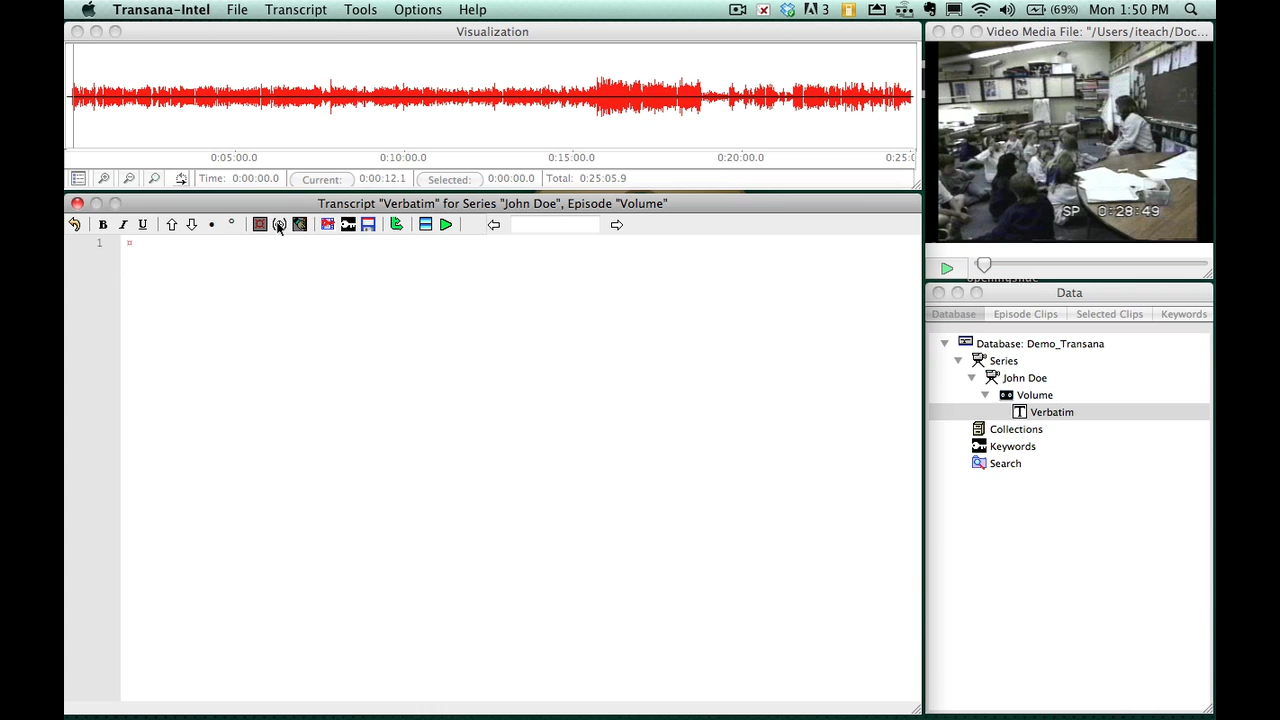 Transana-Intel File Transcript Tools Options Help 3 (69%) Mon 1:50 PM
Visualization
0:05:00.0 0:10:00.0 0:15:00.0 0:20:00.0 0:25:0
Time: 0:00:00.0 Current: 0:00:12.1 Selected: 0:00:00.0 Total: 0:25:05.9
Transcript "Verbatim" for Series "John Doe", Episode "Volume"
B I U
1
Video Media File: "/Users/iteach/Doc...
SP 0:28:49
Data
Database Episode Clips Selected Clips Keywords
Database: Demo_Transana
Series
John Doe
Volume
T Verbatim
Collections
Keywords
Search